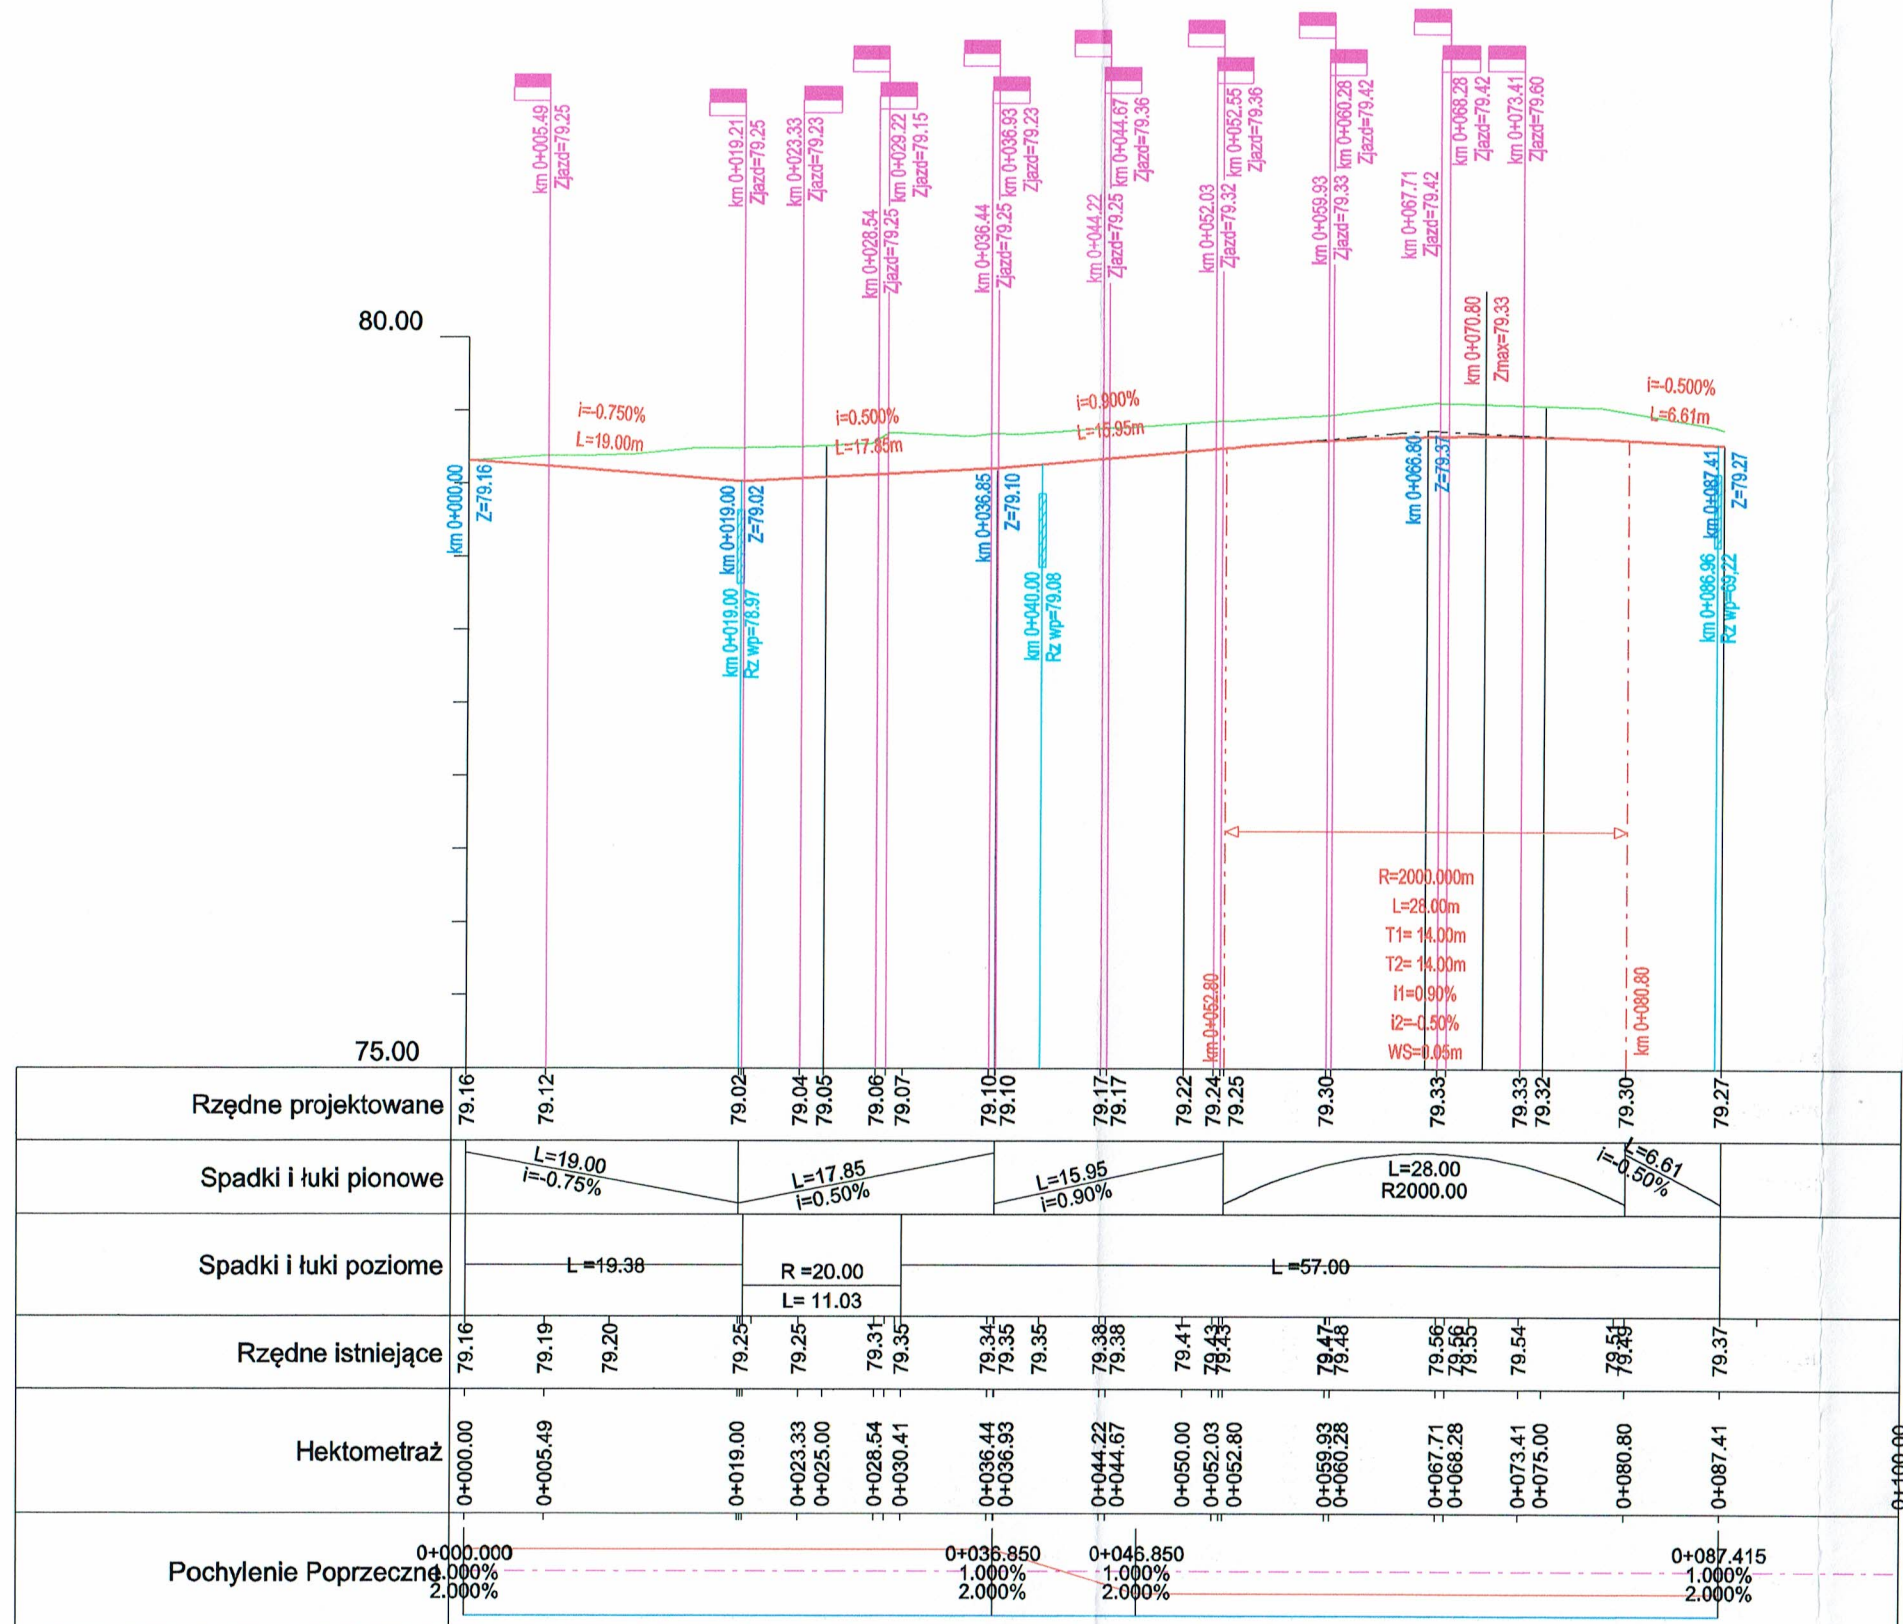 km 0+005.49
Zjazd=79.25
km 0+019.21
Zjazd=79.25
km 0+023.33
Zjazd=79.23
km 0+028.54
Zjazd=79.25
km 0+029.22
Zjazd=79.15
km 0+036.44
Zjazd=79.25
km 0+036.93
Zjazd=79.23
km 0+044.22
Zjazd=79.25
km 0+044.67
Zjazd=79.36
km 0+052.03
Zjazd=79.32
km 0+052.55
Zjazd=79.36
km 0+059.93
Zjazd=79.33
km 0+060.28
Zjazd=79.42
km 0+067.71
Zjazd=79.42
km 0+068.28
Zjazd=79.42
km 0+073.41
Zjazd=79.60
80.00
km 0+070.80
Zmax=79.33
i=-0.750%
L=19.00m
i=0.500%
L=17.85m
i=0.900%
L=15.95m
i=-0.500%
L=6.61m
km 0+000.00
Z=79.16
km 0+019.00
Z=79.02
km 0+019.00
Rz wp=78.97
km 0+036.85
Z=79.10
km 0+040.00
Rz wp=79.08
km 0+066.80
Z=79.37
km 0+087.41
Z=79.27
km 0+086.96
Rz wp=69,22
R=2000.000m
L=28.00m
T1= 14.00m
T2= 14.00m
i1=0.90%
i2=-0.50%
WS=0.05m
km 0+052.80
km 0+080.80
75.00
Rzędne projektowane
79.16 79.12 79.02 79.04 79.05 79.06 79.07 79.10 79.10 79.17 79.17 79.22 79.24 79.25 79.30 79.33 79.33 79.32 79.30 79.27
Spadki i łuki pionowe
L=19.00
i=-0.75%
L=17.85
i=0.50%
L=15.95
i=0.90%
L=28.00
R2000.00
L=6.61
i=-0.50%
Spadki i łuki poziome
L =19.38
R =20.00
L= 11.03
L =57.00
Rzędne istniejące
79.16 79.19 79.20 79.25 79.25 79.31 79.35 79.34 79.35 79.35 79.38 79.38 79.41 79.43 79.43 79.47 79.48 79.56 79.56 79.55 79.54 79.51 79.49 79.37
Hektometraż
0+000.00 0+005.49 0+019.00 0+023.33 0+025.00 0+028.54 0+030.41 0+036.44 0+036.93 0+044.22 0+044.67 0+050.00 0+052.03 0+052.80 0+059.93 0+060.28 0+067.71 0+068.28 0+073.41 0+075.00 0+080.80 0+087.41 0+100.00
Pochylenie Poprzeczne
0+000.000
1.000%
2.000%
0+036.850
1.000%
2.000%
0+046.850
1.000%
2.000%
0+087.415
1.000%
2.000%